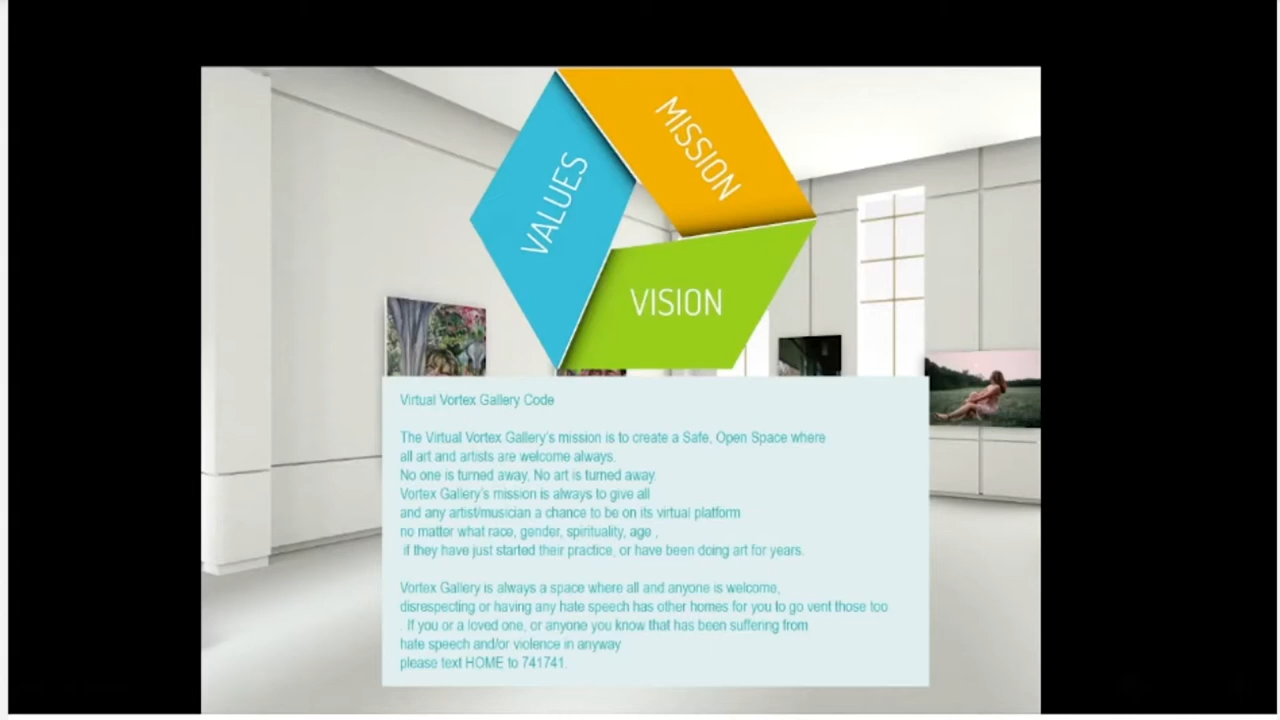 MISSION
VALUES
VISION
Virtual Vortex Gallery Code
The Virtual Vortex Gallery's mission is to create a Safe, Open Space where
all art and artists are welcome always.
No one is turned away, No art is turned away.
Vortex Gallery's mission is always to give all
and any artist/musician a chance to be on its virtual platform
no matter what race, gender, spirituality, age ,
if they have just started their practice, or have been doing art for years.
Vortex Gallery is always a space where all and anyone is welcome,
disrespecting or having any hate speech has other homes for you to go vent those too
. If you or a loved one, or anyone you know that has been suffering from
hate speech and/or violence in anyway
please text HOME to 741741.